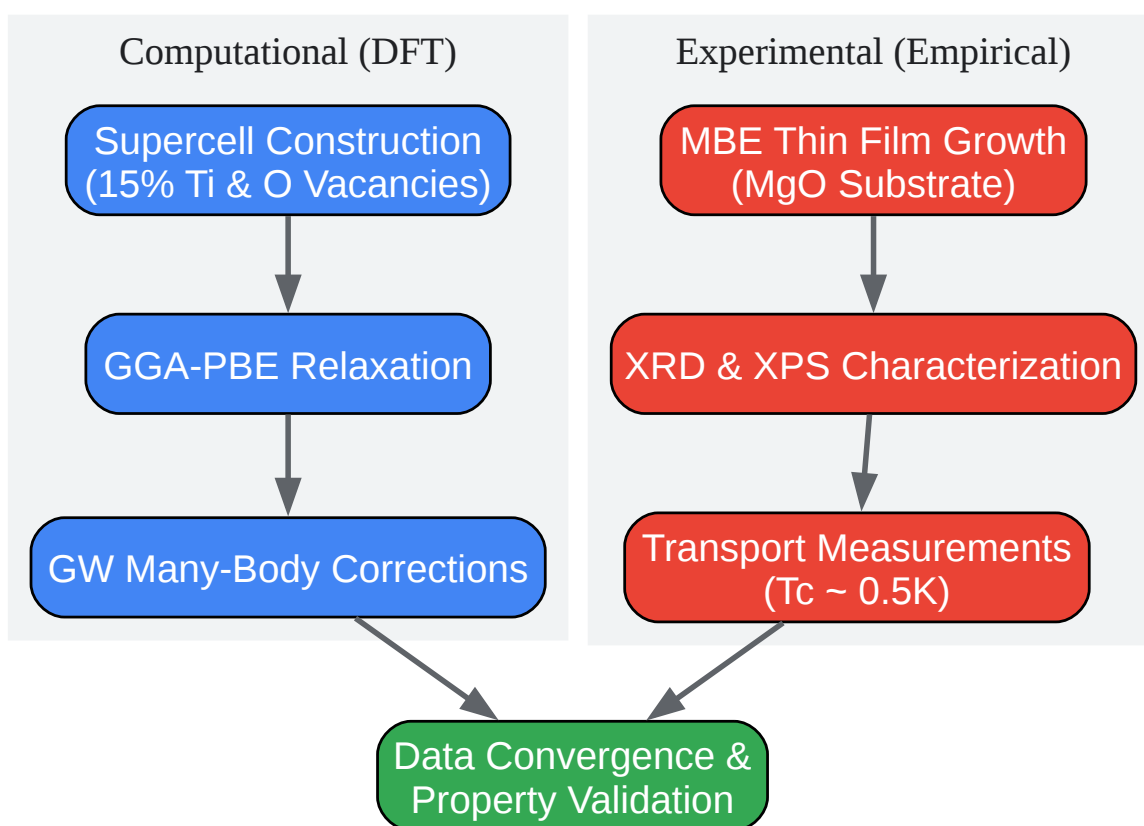 Computational (DFT)
Supercell Construction
(15% Ti & O Vacancies)
GGA-PBE Relaxation
GW Many-Body Corrections
Experimental (Empirical)
MBE Thin Film Growth
(MgO Substrate)
XRD & XPS Characterization
Transport Measurements
(Tc ~ 0.5K)
Data Convergence &
Property Validation